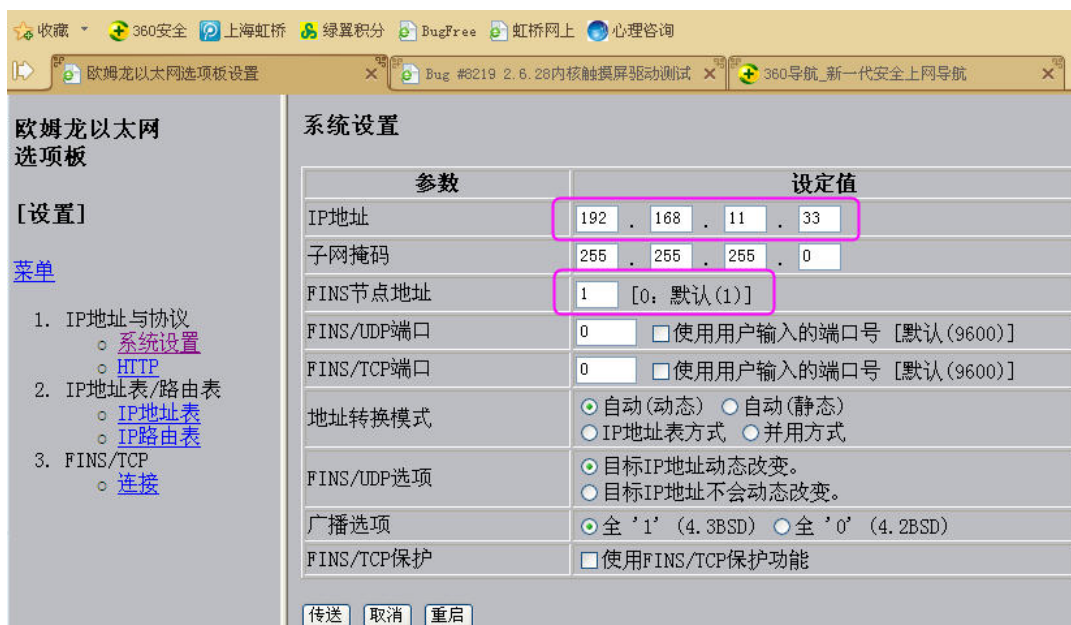 收藏 360安全 上海虹桥 绿翼积分 BugFree 虹桥网上 心理咨询
欧姆龙以太网选项板设置 Bug #8219 2.6.28内核触摸屏驱动测试 360导航_新一代安全上网导航
欧姆龙以太网
选项板
[设置]
菜单
1. IP地址与协议
系统设置
HTTP
2. IP地址表/路由表
IP地址表
IP路由表
3. FINS/TCP
连接
系统设置
参数 设定值
IP地址 192 . 168 . 11 . 33
子网掩码 255 . 255 . 255 . 0
FINS节点地址 1 [0: 默认(1)]
FINS/UDP端口 0 使用用户输入的端口号 [默认(9600)]
FINS/TCP端口 0 使用用户输入的端口号 [默认(9600)]
地址转换模式 自动(动态) 自动(静态)
IP地址表方式 并用方式
FINS/UDP选项 目标IP地址动态改变。
目标IP地址不会动态改变。
广播选项 全 '1' (4.3BSD) 全 '0' (4.2BSD)
FINS/TCP保护 使用FINS/TCP保护功能
传送 取消 重启